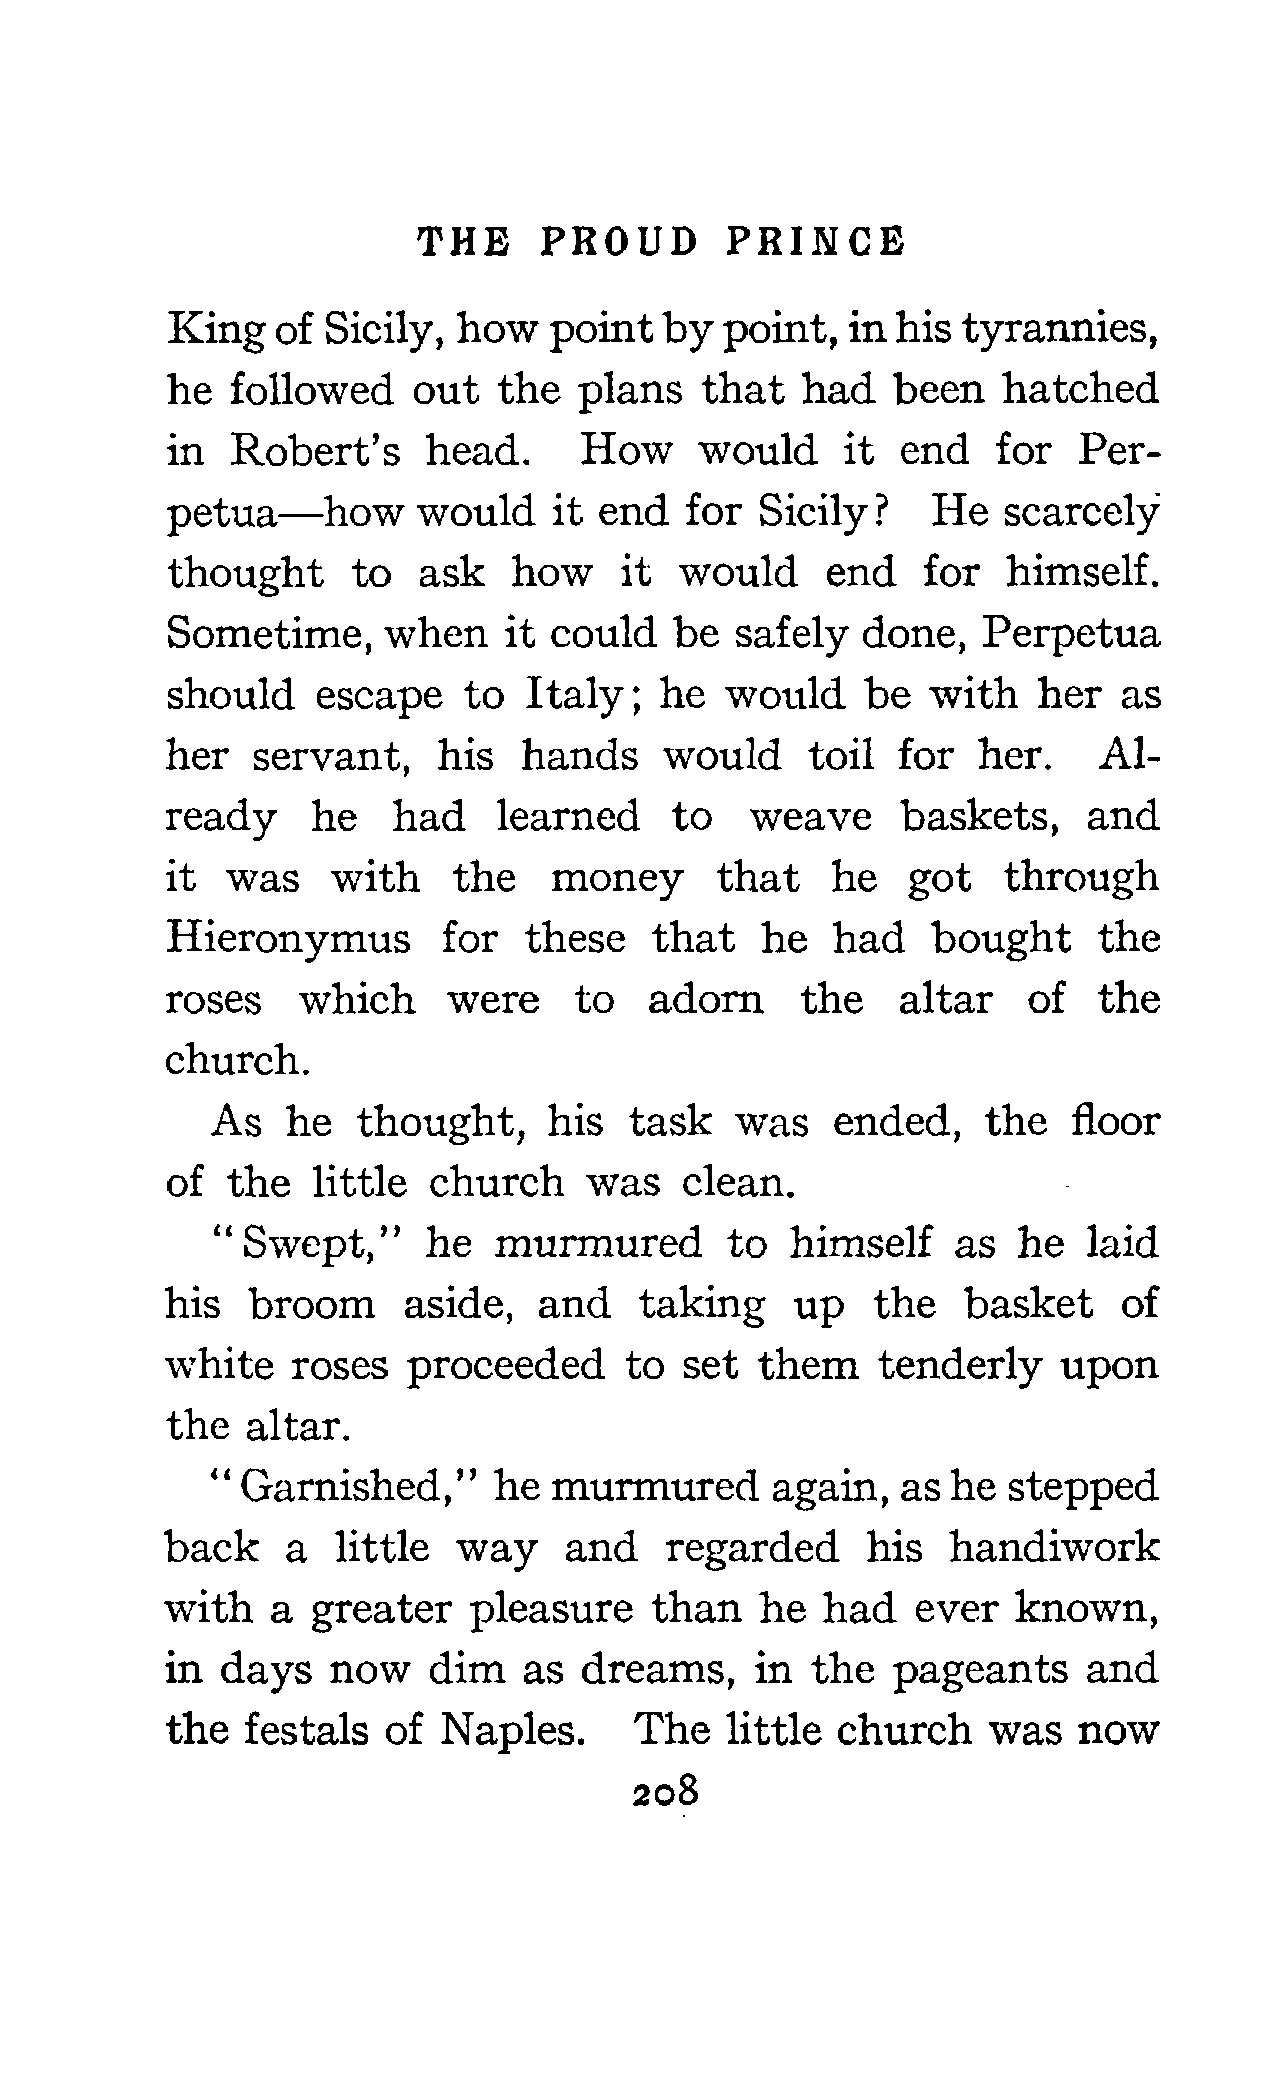 THE PROUD PRINCE
King of Sicily, how point by point, in his tyrannies,
he followed out the plans that had been hatched
in Robert's head. How would it end for Per-
petua—how would it end for Sicily? He scarcely
thought to ask how it would end for himself.
Sometime, when it could be safely done, Perpetua
should escape to Italy; he would be with her as
her servant, his hands would toil for her. Al-
ready he had learned to weave baskets, and
it was with the money that he got through
Hieronymus for these that he had bought the
roses which were to adorn the altar of the
church.
As he thought, his task was ended, the floor
of the little church was clean.
"Swept," he murmured to himself as he laid
his broom aside, and taking up the basket of
white roses proceeded to set them tenderly upon
the altar.
"Garnished," he murmured again, as he stepped
back a little way and regarded his handiwork
with a greater pleasure than he had ever known,
in days now dim as dreams, in the pageants and
the festals of Naples. The little church was now
208